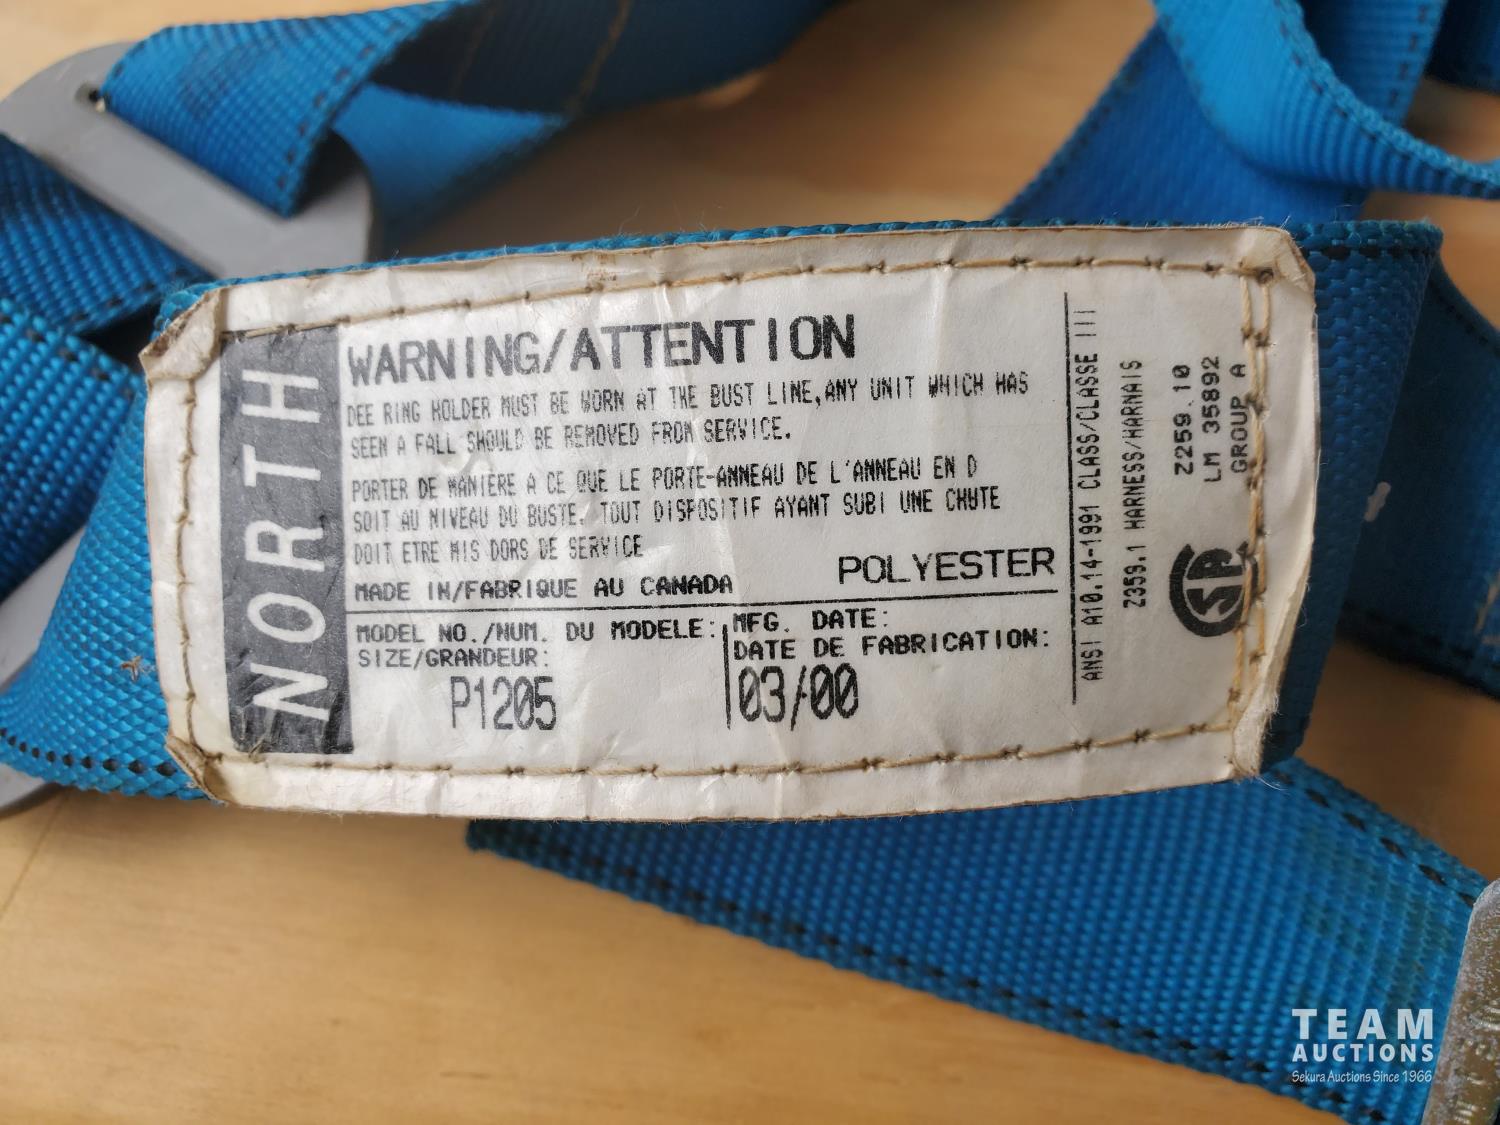 NORTH
WARNING/ATTENTION
DEE RING HOLDER MUST BE WORN AT THE BUST LINE, ANY UNIT WHICH HAS
SEEN A FALL SHOULD BE REMOVED FROM SERVICE.
PORTER DE MANIERE A CE QUE LE PORTE-ANNEAU DE L'ANNEAU EN D
SOIT AU NIVEAU DU BUSTE. TOUT DISPOSITIF AYANT SUBI UNE CHUTE
DOIT ETRE MIS DORS DE SERVICE
MADE IN/FABRIQUE AU CANADA
POLYESTER
MODEL NO./NUM. DU MODELE:
SIZE/GRANDEUR:
P1205
MFG. DATE:
DATE DE FABRICATION:
03/00
ANSI A10.14-1991 CLASS/CLASSE III
Z359.1 HARNESS/HARNAIS
Z259.10
LM 35892
GROUP A
TEAM
AUCTIONS
Sekura Auctions Since 1966